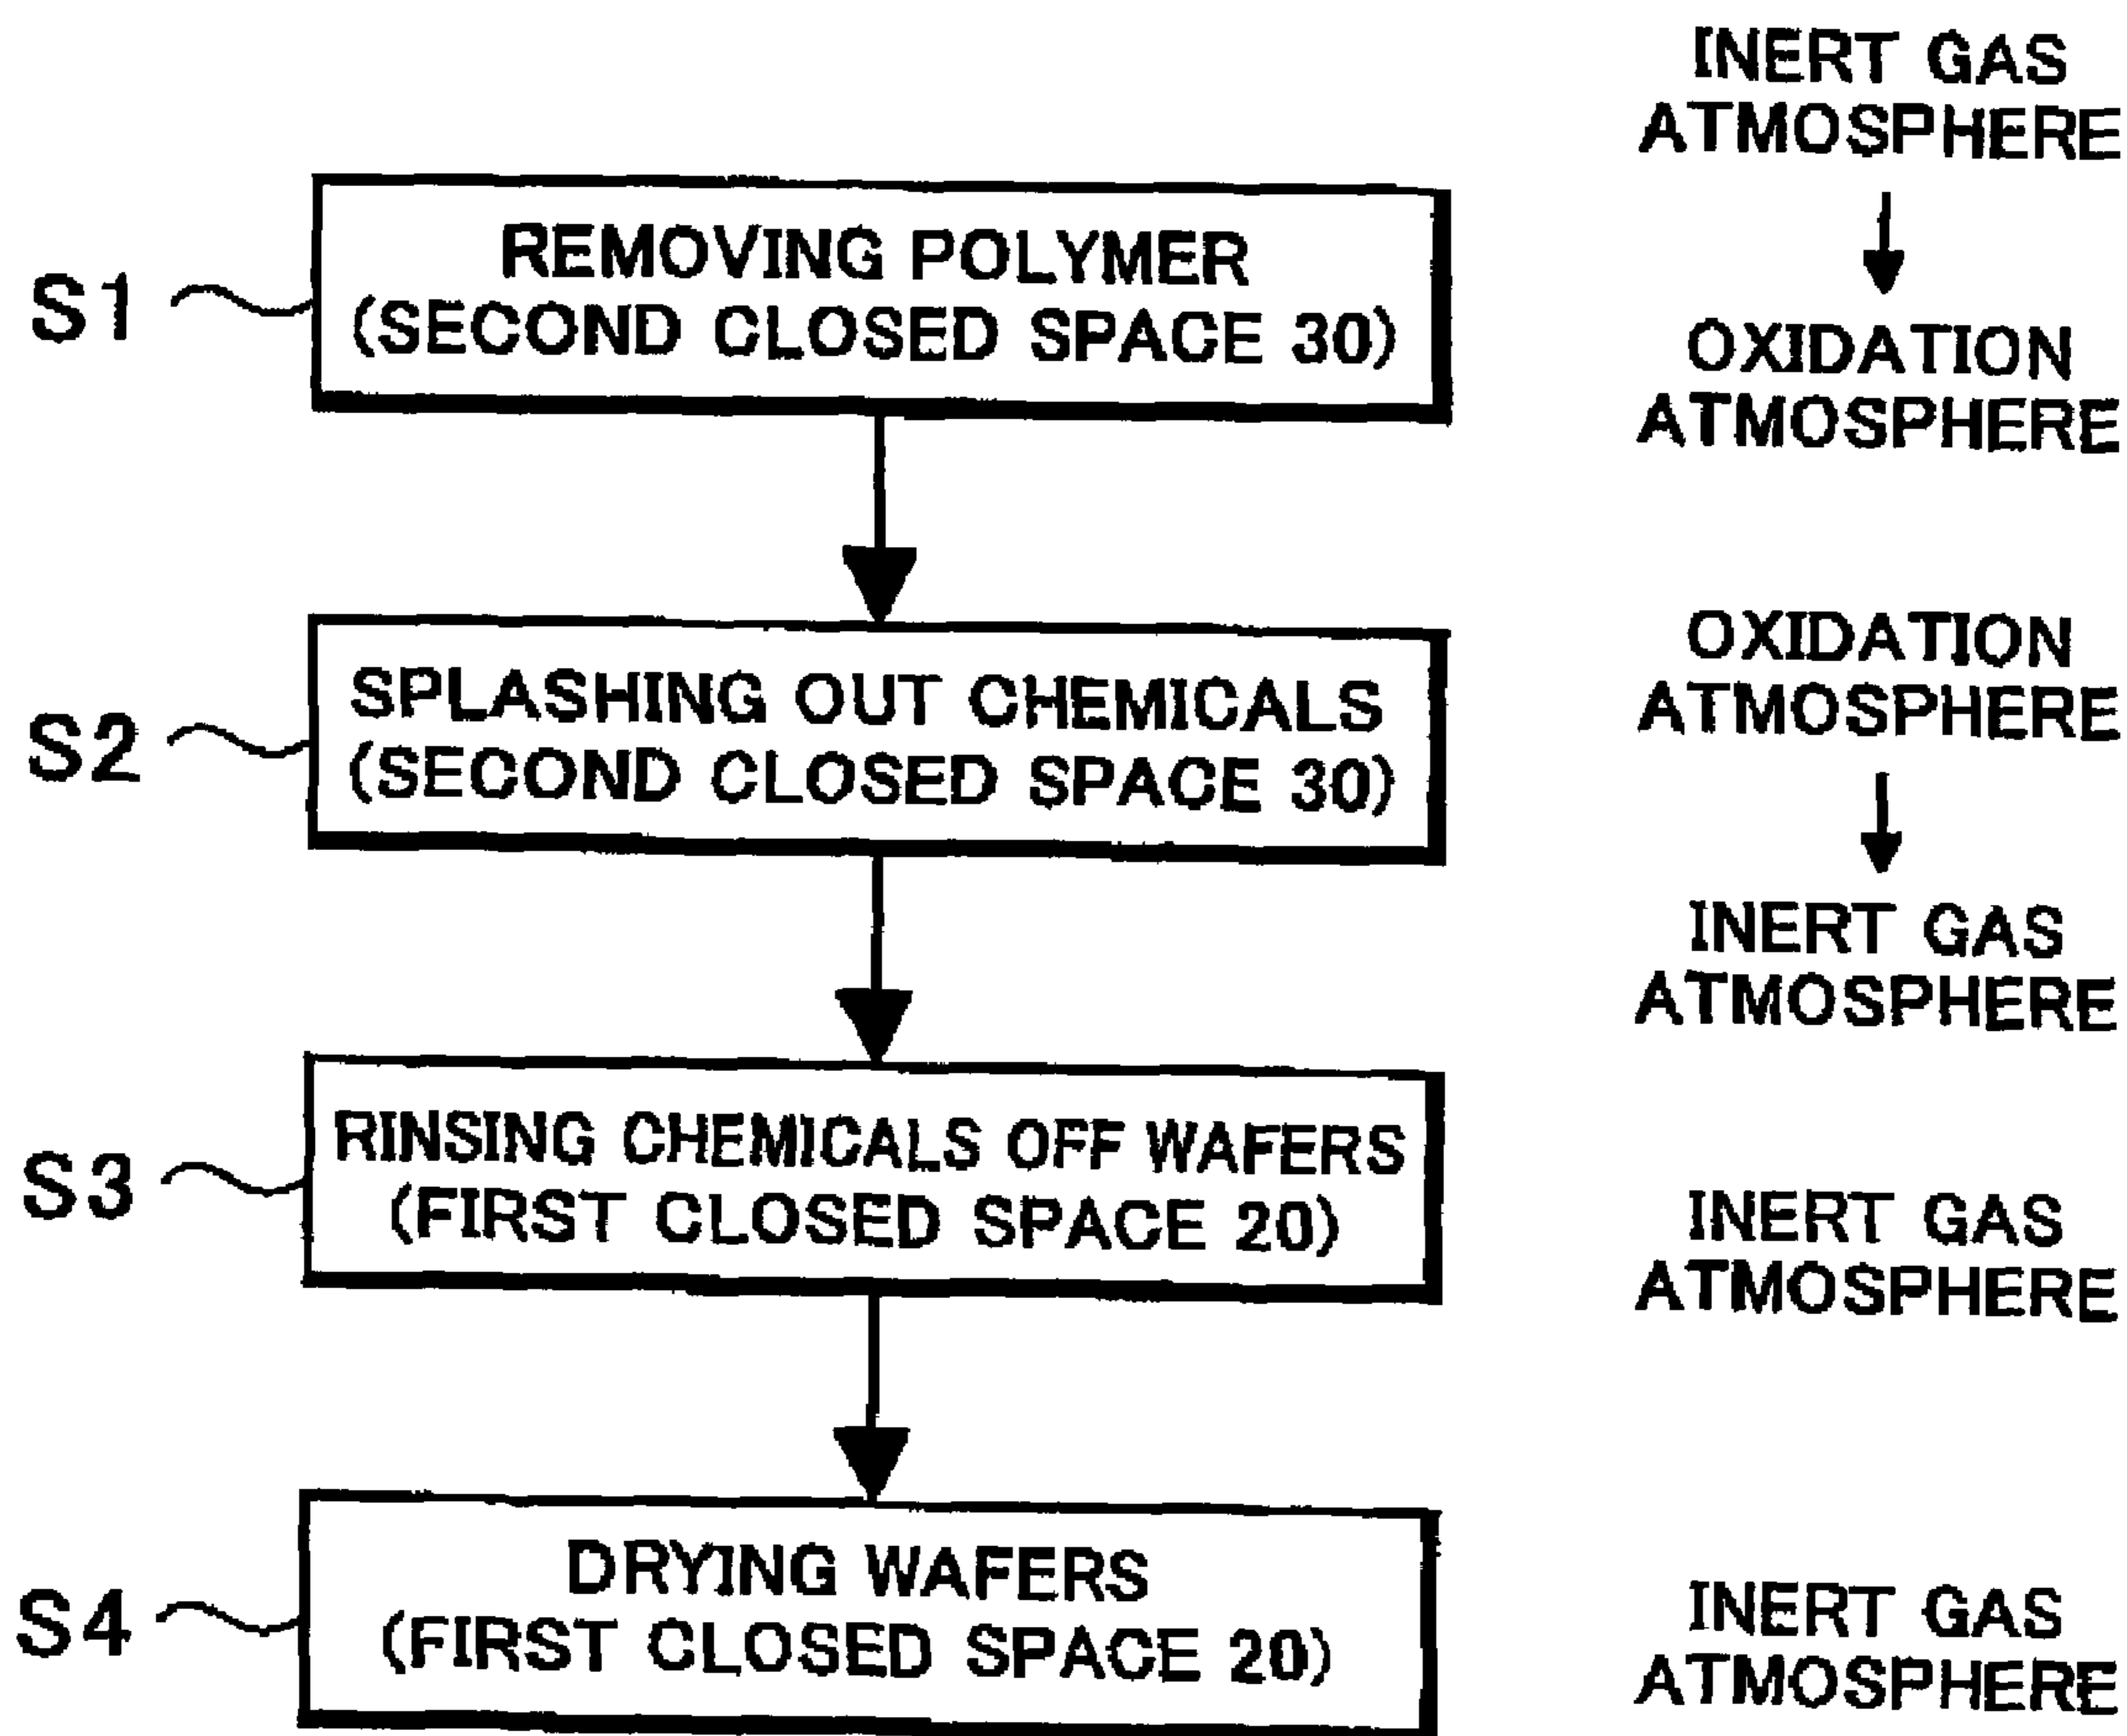 INERT GAS
ATMOSPHERE
S1
REMOVING POLYMER
(SECOND CLOSED SPACE 30)
OXIDATION
ATMOSPHERE
S2
SPLASHING OUT CHEMICALS
(SECOND CLOSED SPACE 30)
OXIDATION
ATMOSPHERE
INERT GAS
ATMOSPHERE
S3
RINSING CHEMICALS OFF WAFERS
(FIRST CLOSED SPACE 20)
INERT GAS
ATMOSPHERE
S4
DRYING WAFERS
(FIRST CLOSED SPACE 20)
INERT GAS
ATMOSPHERE